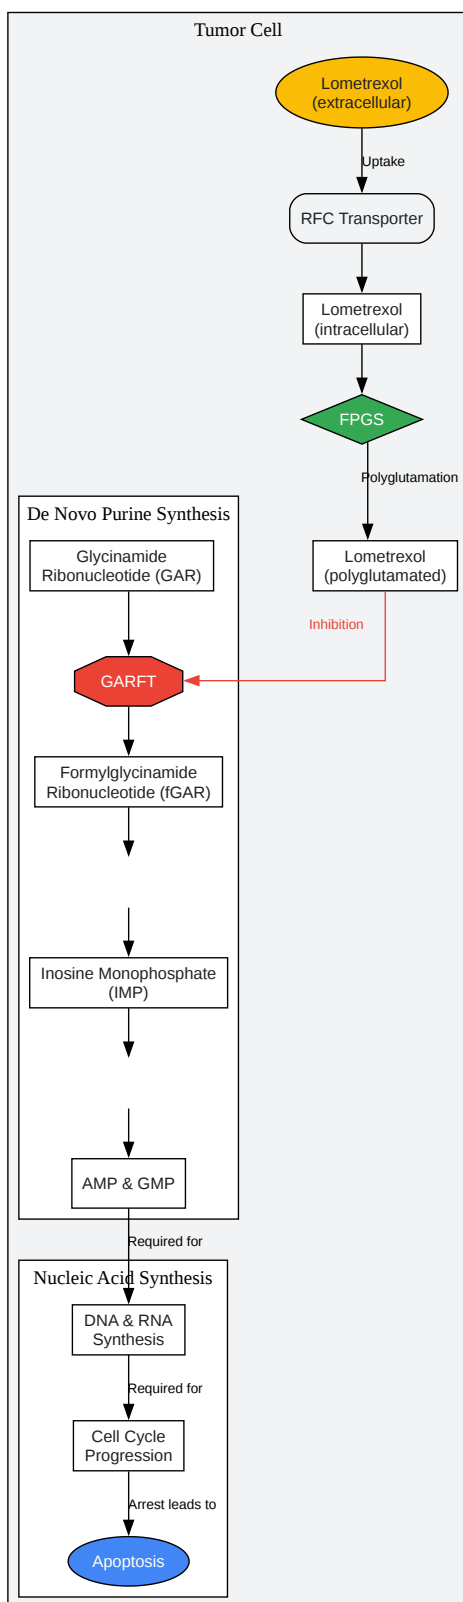 Tumor Cell
Lometrexol
(extracellular)
Uptake
RFC Transporter
Lometrexol
(intracellular)
FPGS
Polyglutamation
De Novo Purine Synthesis
Glycinamide
Ribonucleotide (GAR)
Lometrexol
(polyglutamated)
Inhibition
GARFT
Formylglycinamide
Ribonucleotide (fGAR)
Inosine Monophosphate
(IMP)
AMP & GMP
Required for
Nucleic Acid Synthesis
DNA & RNA
Synthesis
Required for
Cell Cycle
Progression
Arrest leads to
Apoptosis